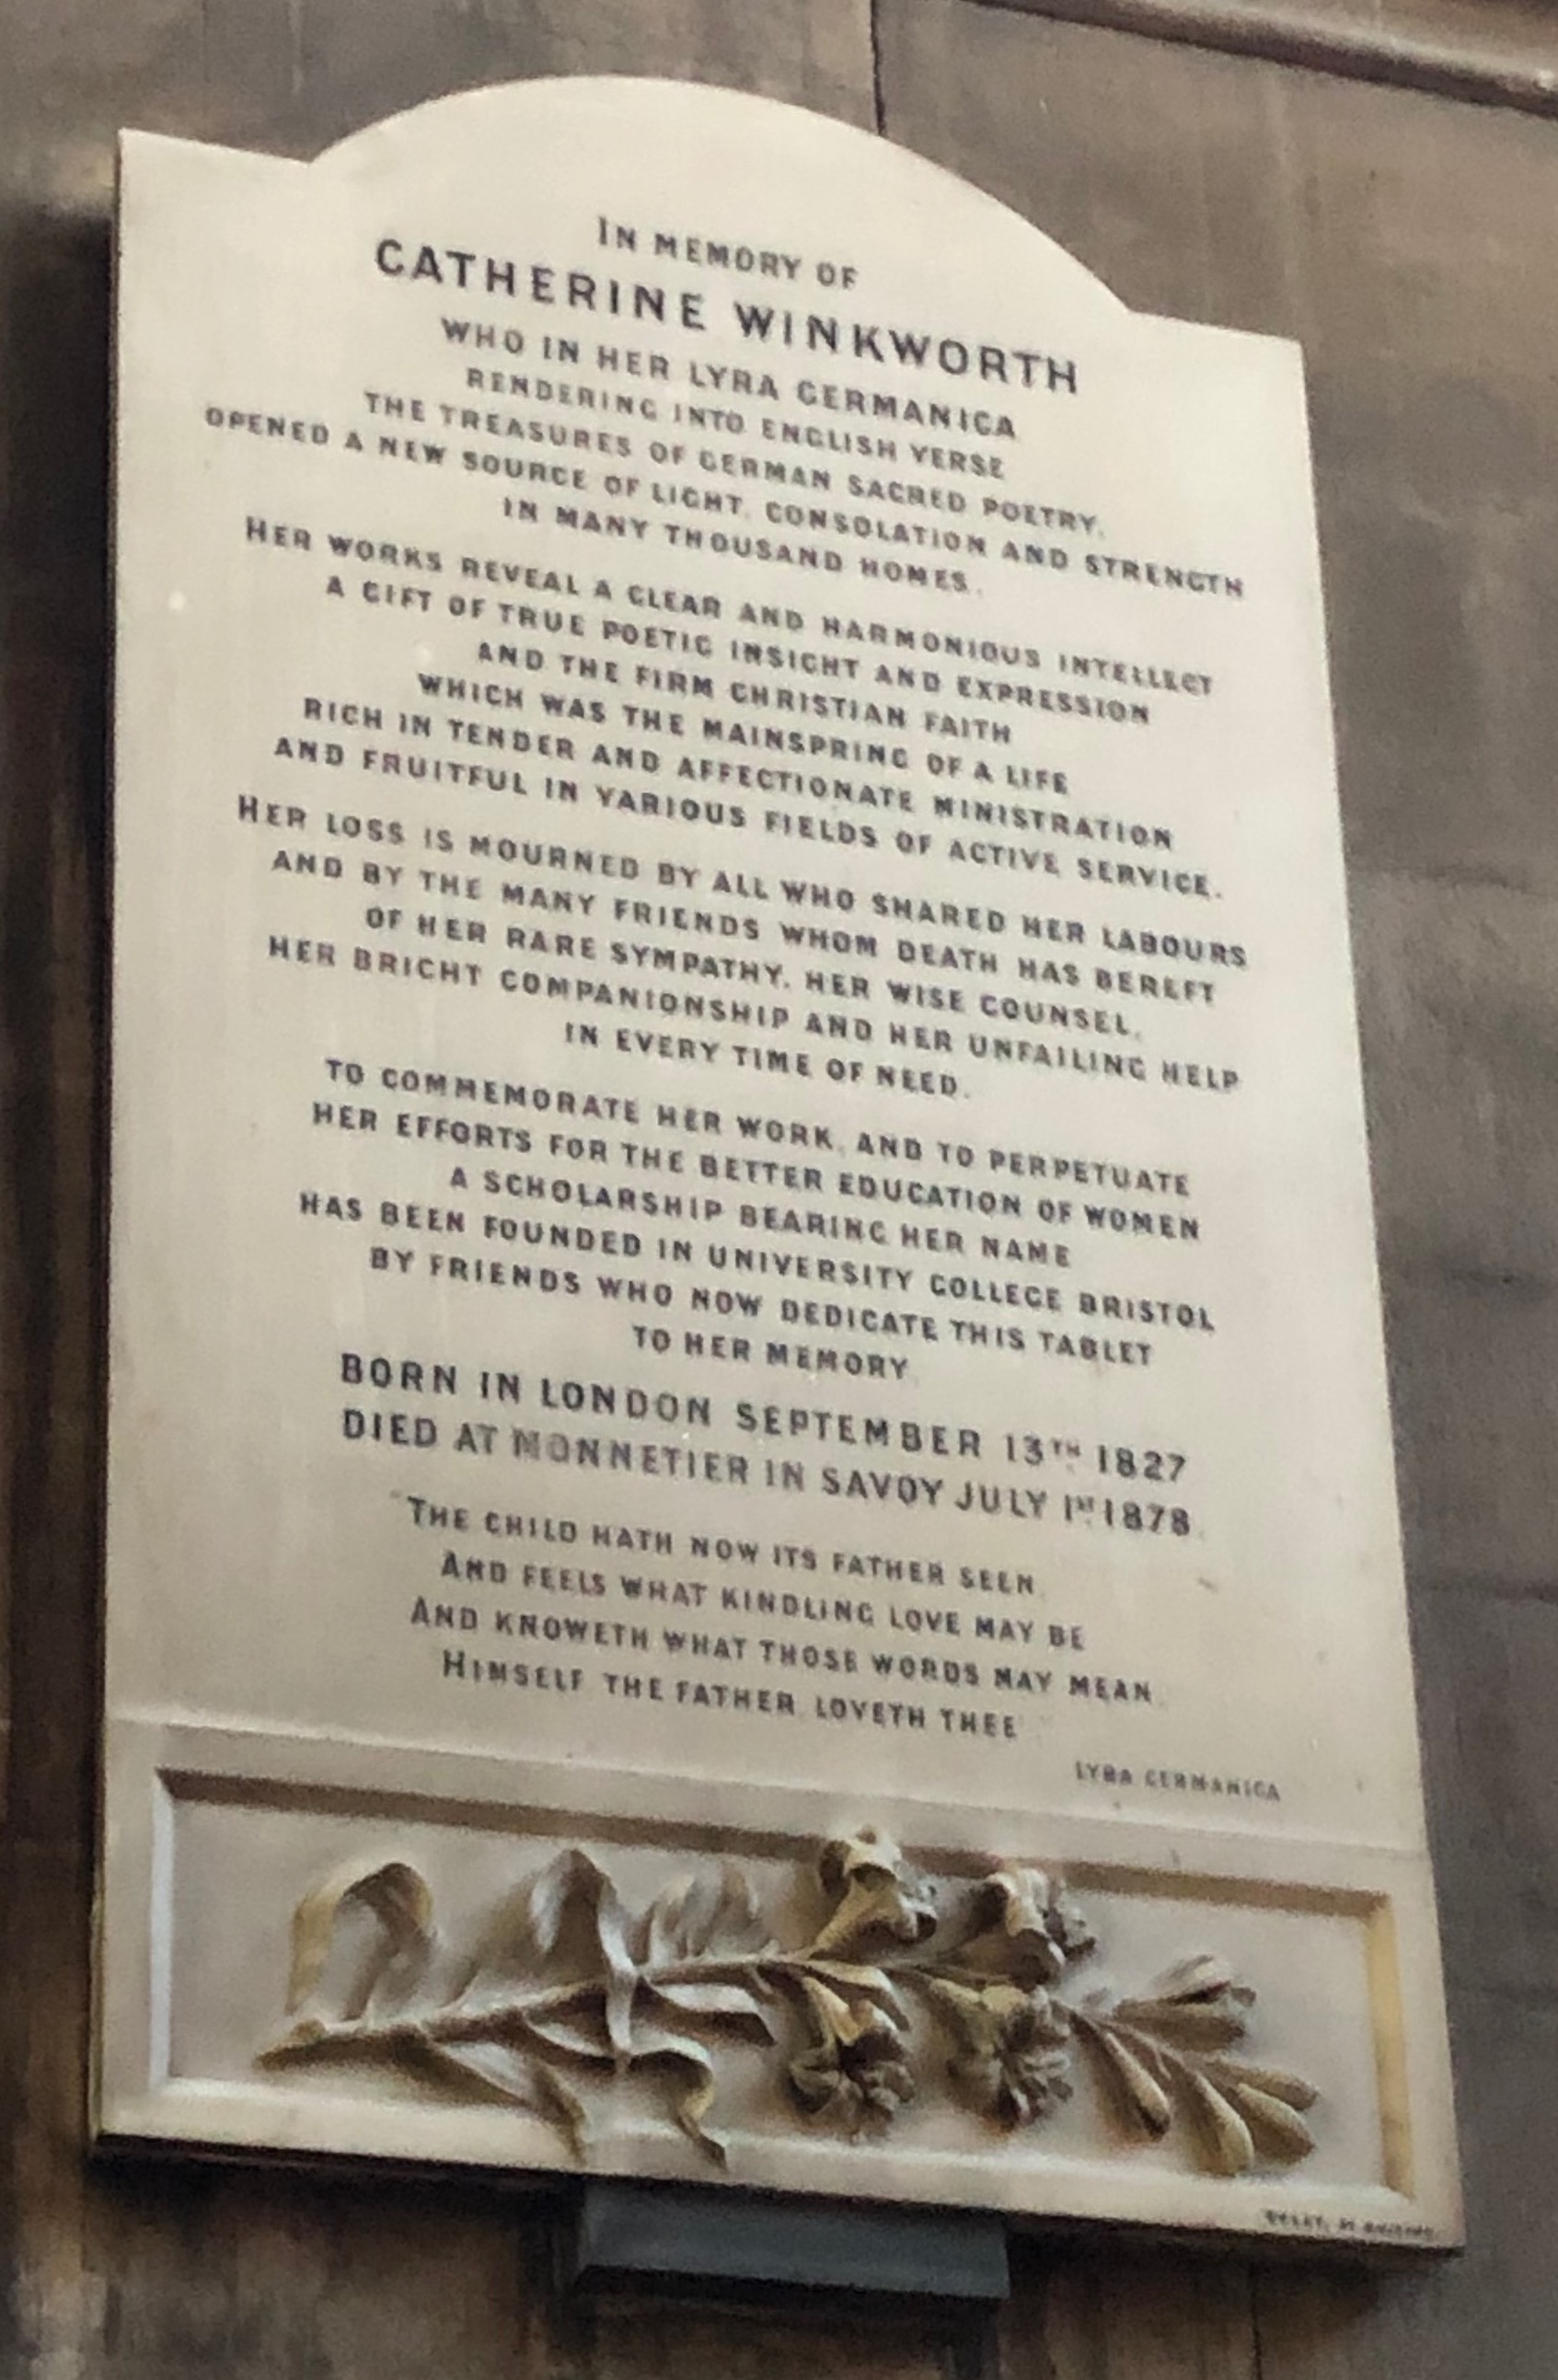 IN MEMORY OF
CATHERINE WINKWORTH
WHO IN HER LYRA GERMANICA
RENDERING INTO ENGLISH VERSE
THE TREASURES OF GERMAN SACRED POETRY,
OPENED A NEW SOURCE OF LIGHT, CONSOLATION AND STRENGTH
IN MANY THOUSAND HOMES.
HER WORKS REVEAL A CLEAR AND HARMONIOUS INTELLECT
A GIFT OF TRUE POETIC INSIGHT AND EXPRESSION
AND THE FIRM CHRISTIAN FAITH
WHICH WAS THE MAINSPRING OF A LIFE
RICH IN TENDER AND AFFECTIONATE MINISTRATION
AND FRUITFUL IN VARIOUS FIELDS OF ACTIVE SERVICE.
HER LOSS IS MOURNED BY ALL WHO SHARED HER LABOURS
AND BY THE MANY FRIENDS WHOM DEATH HAS BEREFT
OF HER RARE SYMPATHY, HER WISE COUNSEL,
HER BRIGHT COMPANIONSHIP AND HER UNFAILING HELP
IN EVERY TIME OF NEED.
TO COMMEMORATE HER WORK, AND TO PERPETUATE
HER EFFORTS FOR THE BETTER EDUCATION OF WOMEN
A SCHOLARSHIP BEARING HER NAME
HAS BEEN FOUNDED IN UNIVERSITY COLLEGE BRISTOL
BY FRIENDS WHO NOW DEDICATE THIS TABLET
TO HER MEMORY.
BORN IN LONDON SEPTEMBER 13TH 1827
DIED AT MONNETIER IN SAVOY JULY 1ST 1878.
"THE CHILD HATH NOW ITS FATHER SEEN,
AND FEELS WHAT KINDLING LOVE MAY BE
AND KNOWETH WHAT THOSE WORDS MAY MEAN,
HIMSELF THE FATHER, LOVETH THEE"
LYRA GERMANICA